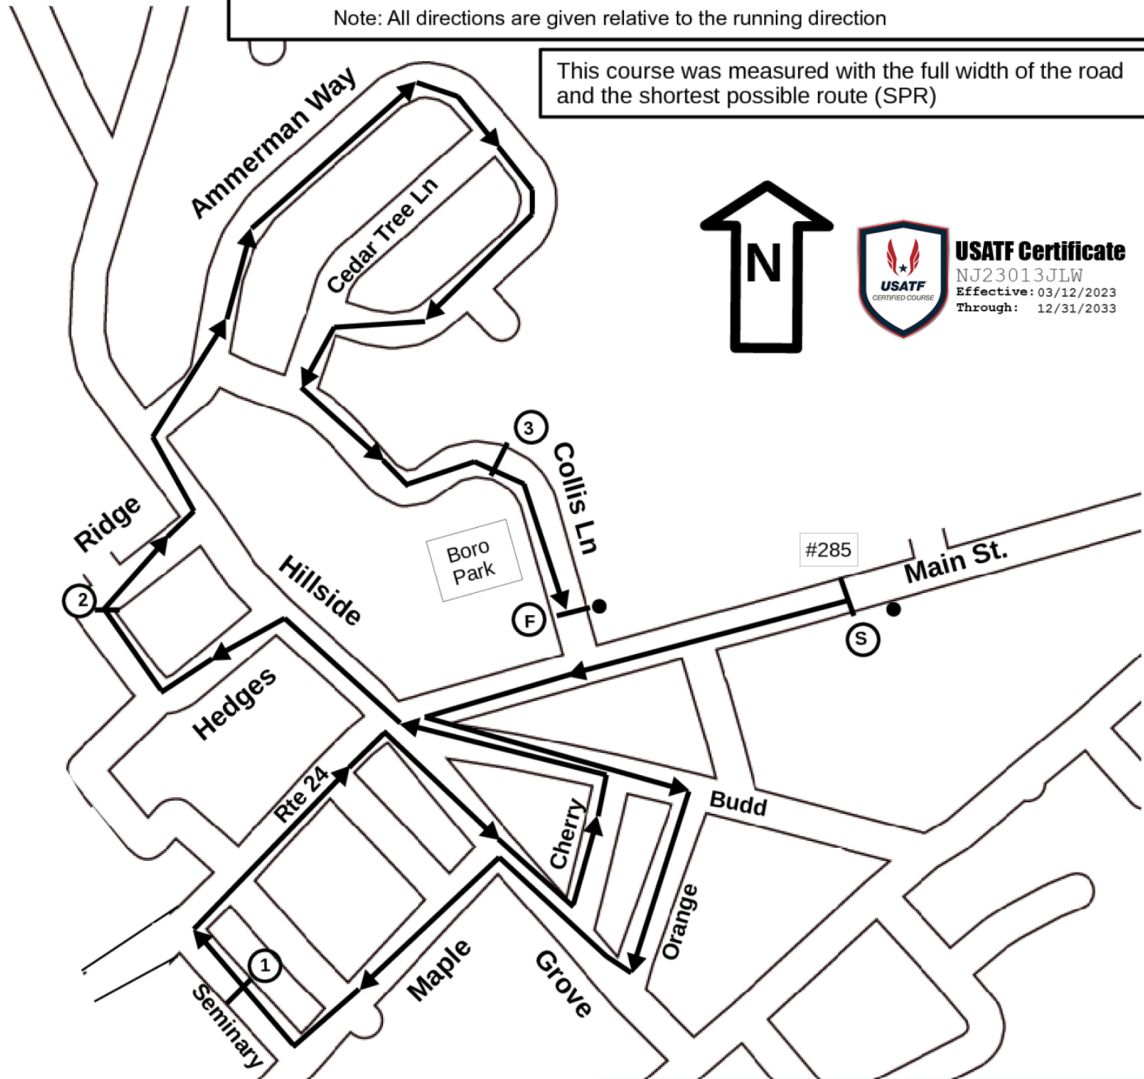 Note: All directions are given relative to the running direction
This course was measured with the full width of the road
and the shortest possible route (SPR)
Ammerman Way
Cedar Tree Ln
N
USATF
CERTIFIED COURSE
USATF Certificate
NJ23013JLW
Effective: 03/12/2023
Through: 12/31/2033
3
Collis Ln
Ridge
Boro
Park
#285
Main St.
Hillside
2
F
S
Hedges
Rte 24
Budd
Cherry
Orange
1
Maple
Grove
Seminary